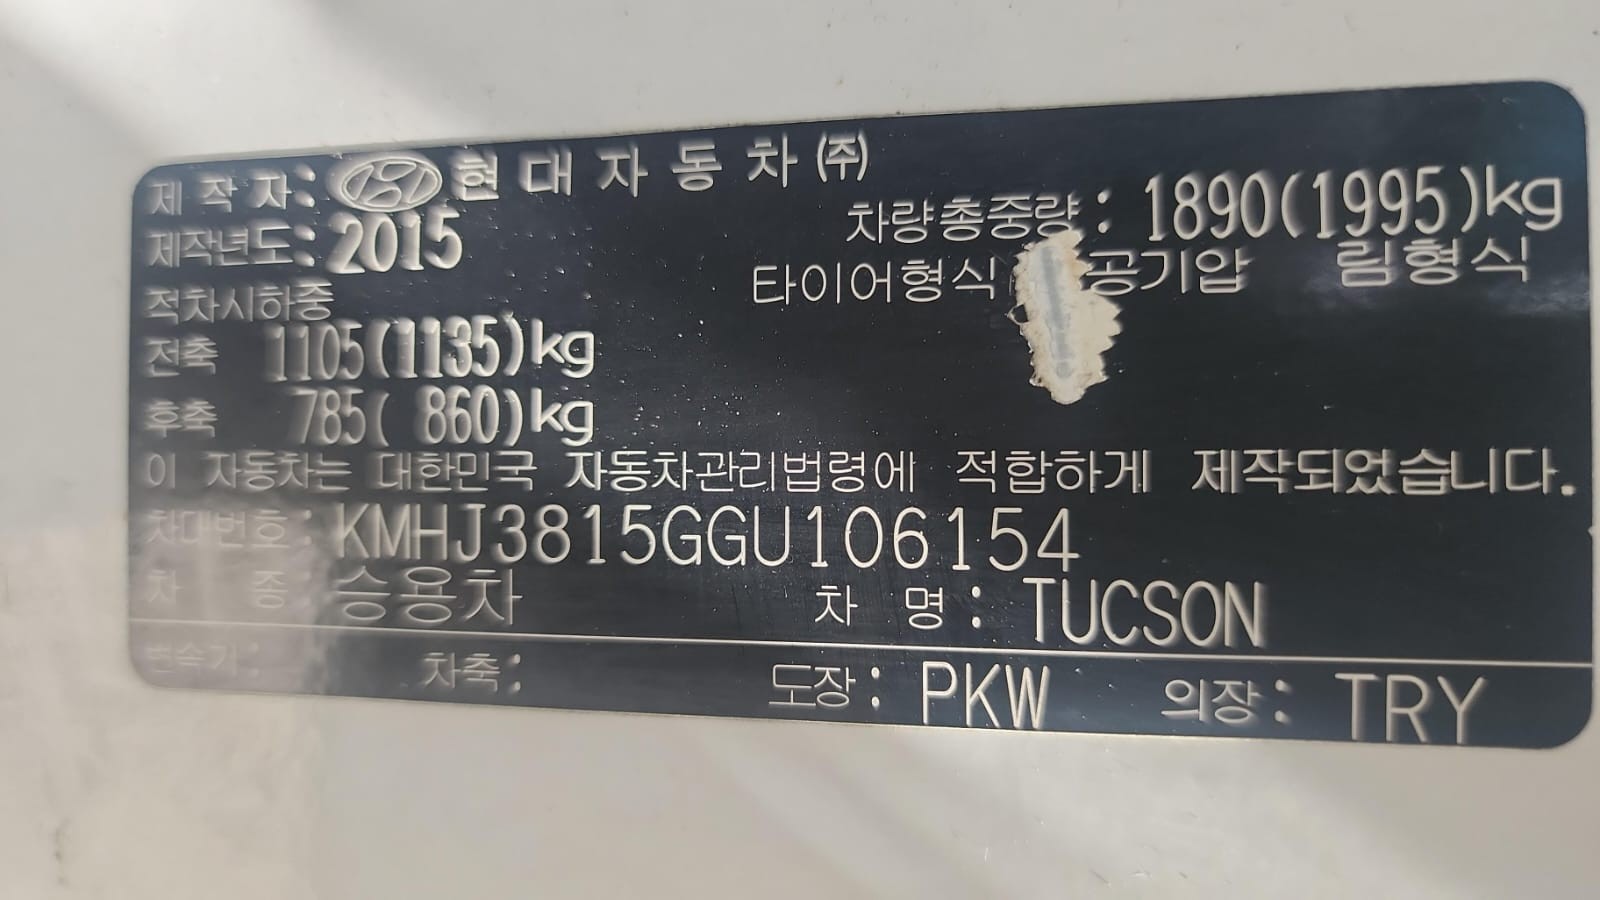 제 작 자: 현 대 자 동 차 (주)
제작년도: 2015
차량총중량: 1890(1995)kg
타이어형식 공기압 림형식
적차시하중
전축 1105(1135)kg
후축 785( 860)kg
이 자동차는 대한민국 자동차관리법령에 적합하게 제작되었습니다.
차대번호: KMHJ3815GGU106154
차 종: 승용차 차 명: TUCSON
변속기: 차축: 도장: PKW 의장: TRY